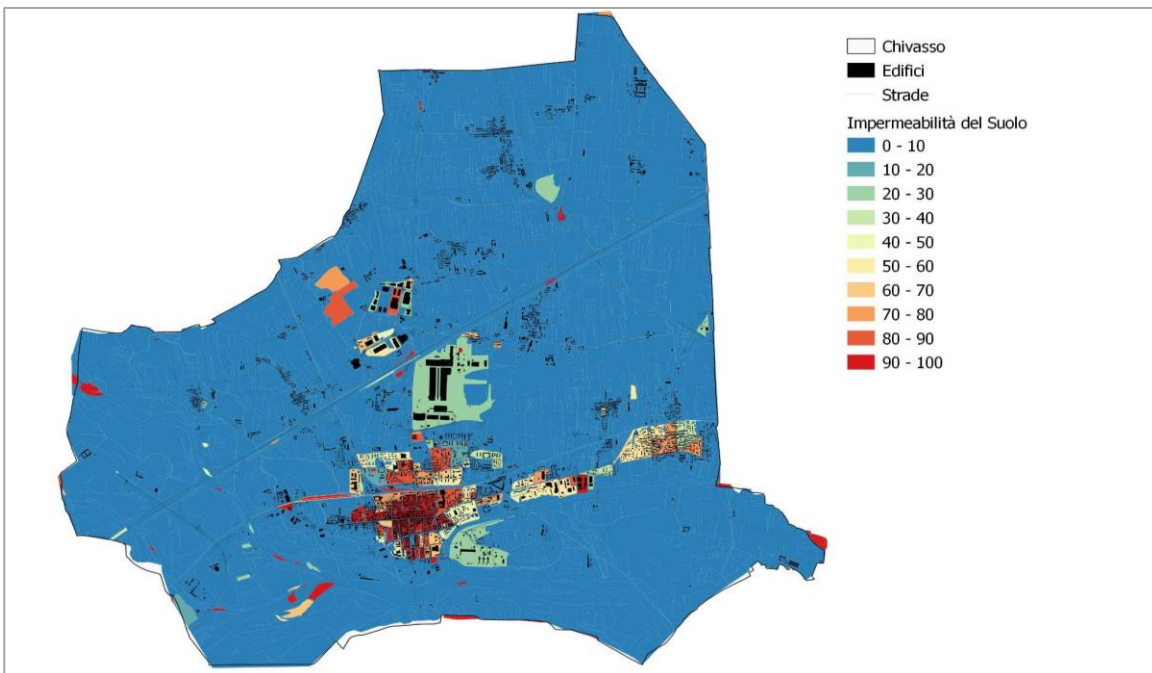 Chivasso
Edifici
Strade
Impermeabilità del Suolo
0 - 10
10 - 20
20 - 30
30 - 40
40 - 50
50 - 60
60 - 70
70 - 80
80 - 90
90 - 100